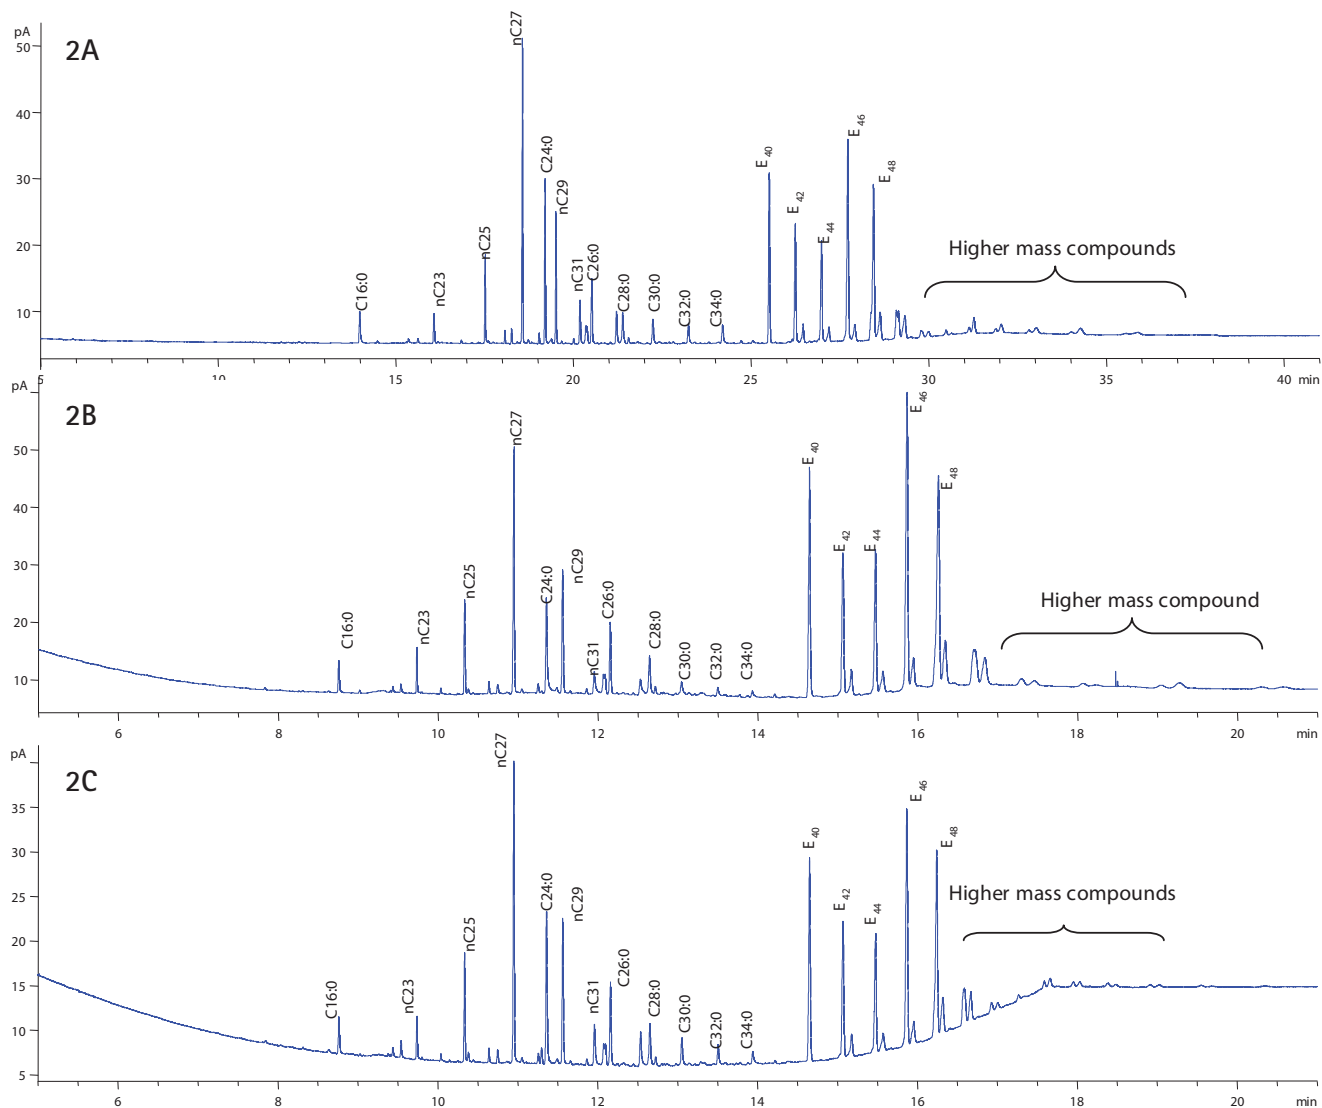 pA
2A
50
40
30
20
10
C16:0
nC23
nC25
nC27
C24:0
nC29
nC31
C26:0
C28:0
C30:0
C32:0
C34:0
E 40
E 42
E 44
E 46
E 48
Higher mass compounds
5 10 15 20 25 30 35 40 min
pA
2B
50
40
30
20
10
C16:0
nC23
nC25
nC27
C24:0
nC29
nC31
C26:0
C28:0
C30:0
C32:0
C34:0
E 40
E 42
E 44
E 46
E 48
Higher mass compound
6 8 10 12 14 16 18 20 min
pA
2C
35
30
25
20
15
10
5
C16:0
nC23
nC25
nC27
C24:0
nC29
nC31
C26:0
C28:0
C30:0
C32:0
C34:0
E 40
E 42
E 44
E 46
E 48
Higher mass compounds
6 8 10 12 14 16 18 20 min